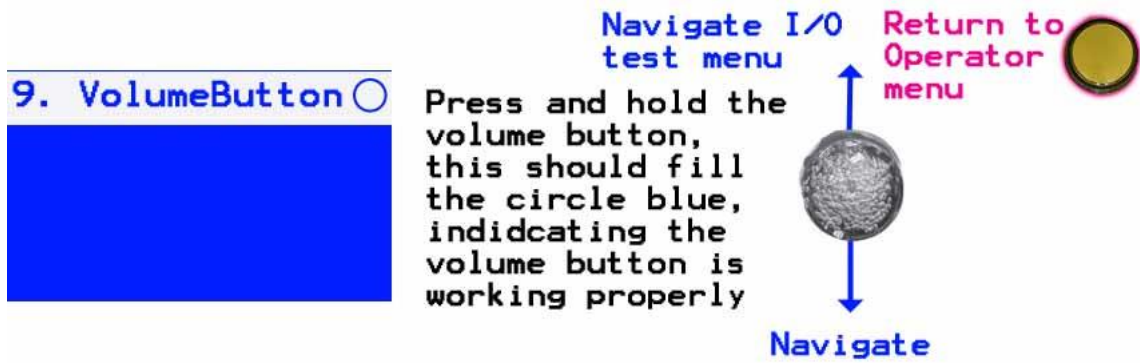 Navigate I/O
test menu
Return to
Operator
menu
9. VolumeButton
Press and hold the
volume button,
this should fill
the circle blue,
indidcating the
volume button is
working properly
Navigate